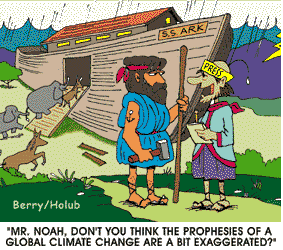 S.S. ARK
PRESS
Berry/Holub
"MR. NOAH, DON'T YOU THINK THE PROPHESIES OF A
GLOBAL CLIMATE CHANGE ARE A BIT EXAGGERATED?"